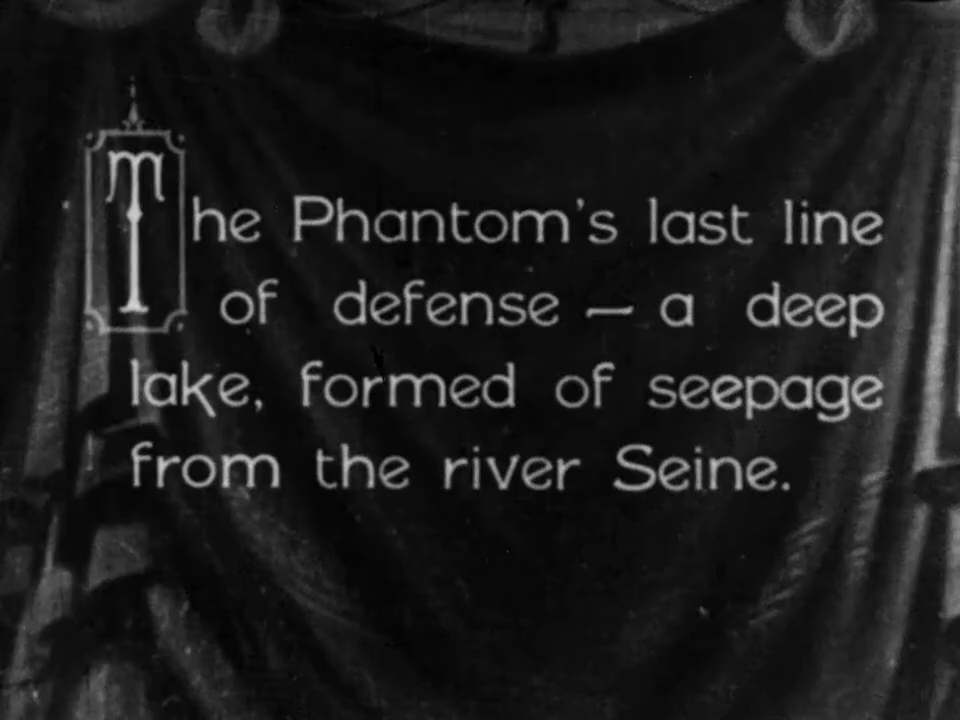 The Phantom's last line
of defense — a deep
lake, formed of seepage
from the river Seine.